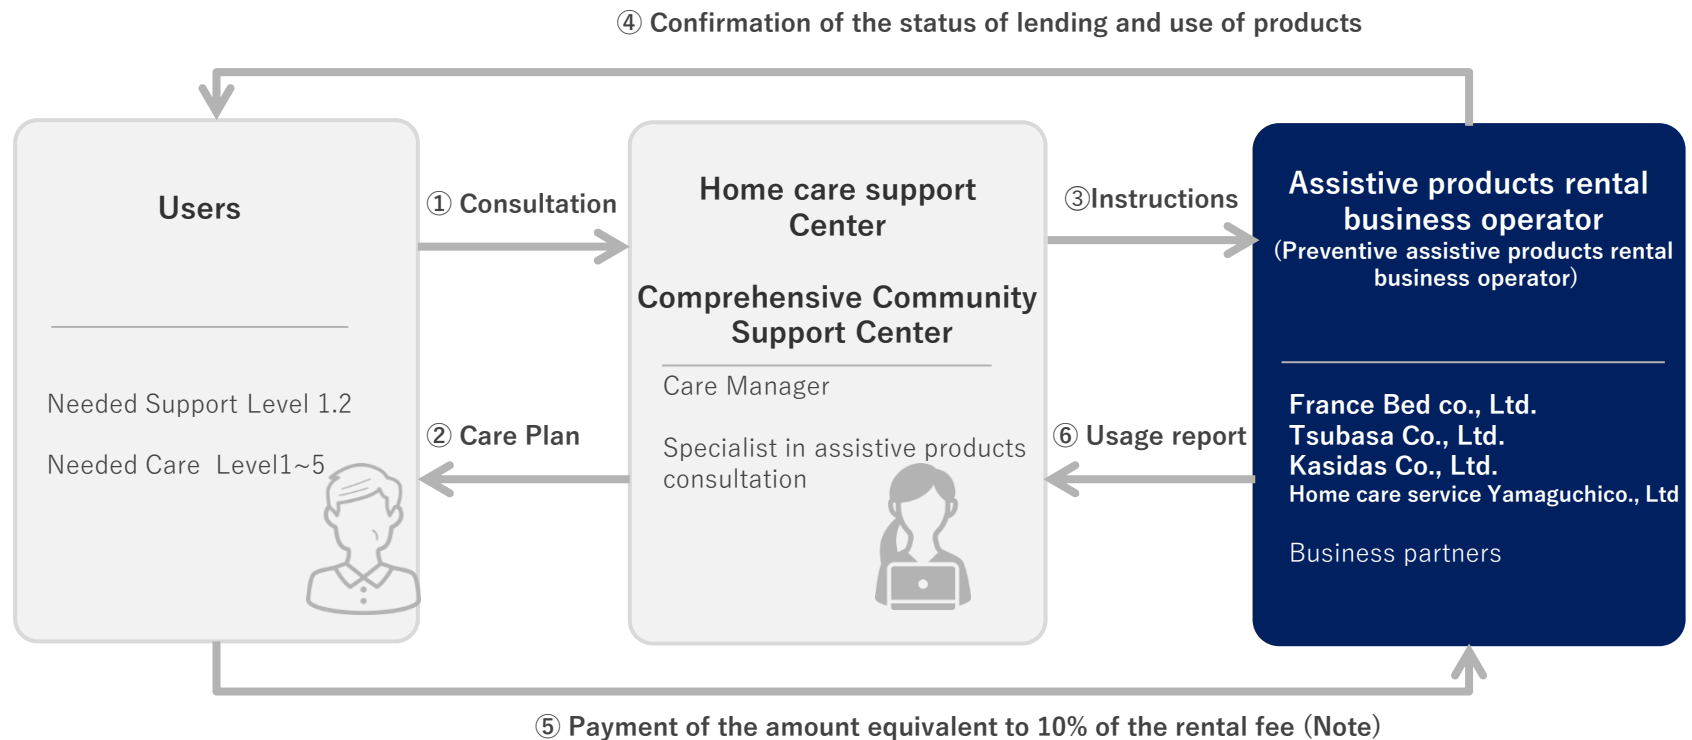 ④ Confirmation of the status of lending and use of products
Users
Needed Support Level 1.2
Needed Care  Level1~5
① Consultation
② Care Plan
Home care support
Center
Comprehensive Community
Support Center
Care Manager
Specialist in assistive products
consultation
③Instructions
⑥ Usage report
Assistive products rental
business operator
(Preventive assistive products rental
business operator)
France Bed co., Ltd.
Tsubasa Co., Ltd.
Kasidas Co., Ltd.
Home care service Yamaguchico., Ltd
Business partners
⑤ Payment of the amount equivalent to 10% of the rental fee (Note)